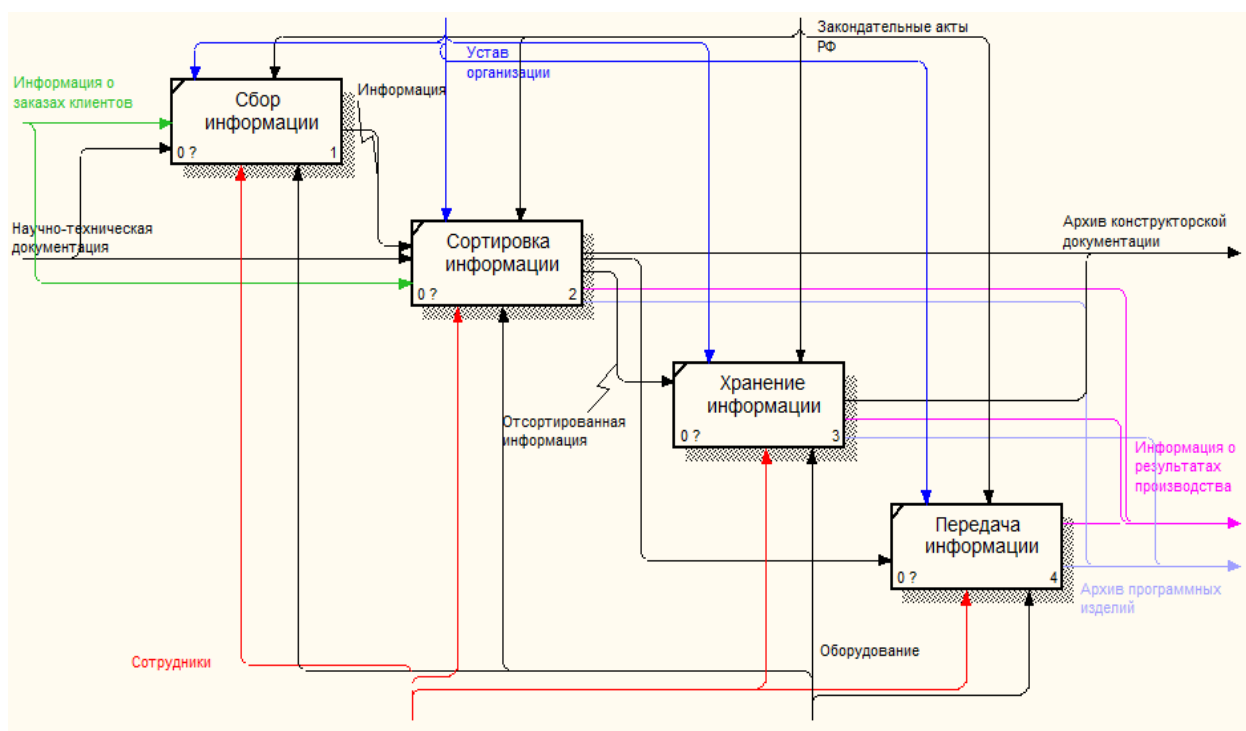 Закондательные акты
РФ
Устав
организации
Информация о
заказах клиентов
Информация
Сбор
информации
0 ?
1
Научно-техническая
документация
Архив конструкторской
документации
Сортировка
информации
0 ?
2
Хранение
информации
0 ?
3
Отсортированная
информация
Информация о
результатах
производства
Передача
информации
0 ?
4
Архив программных
изделий
Оборудование
Сотрудники